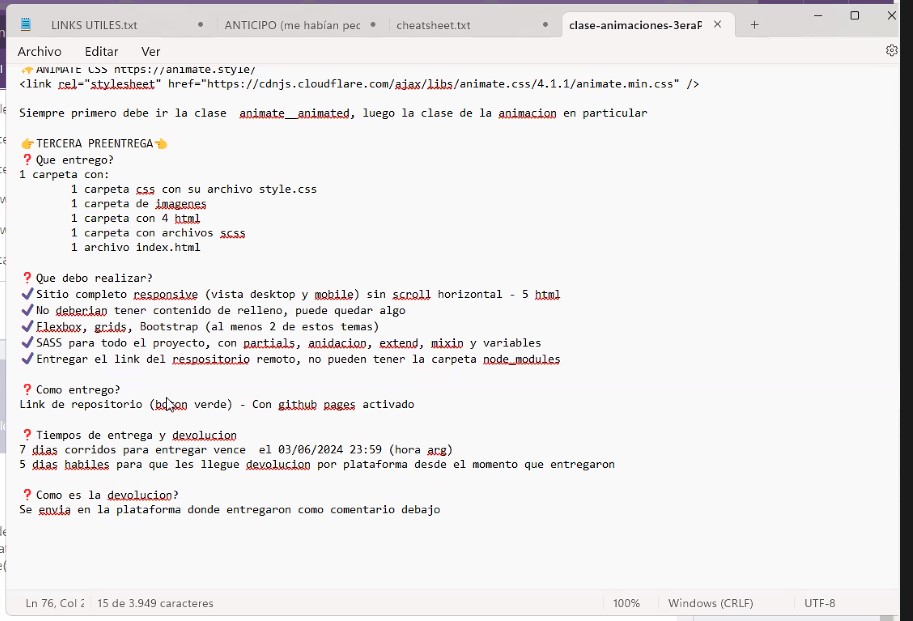 LINKS UTILES.txt
ANTICIPO (me habían pec
cheatsheet.txt
clase-animaciones-3eraP
Archivo Editar Ver
ANIMATE CSS https://animate.style/
<link rel="stylesheet" href="https://cdnjs.cloudflare.com/ajax/libs/animate.css/4.1.1/animate.min.css" />
Siempre primero debe ir la clase animate__animated, luego la clase de la animacion en particular
👉TERCERA PREENTREGA👈
❓Que entrego?
1 carpeta con:
1 carpeta css con su archivo style.css
1 carpeta de imagenes
1 carpeta con 4 html
1 carpeta con archivos scss
1 archivo index.html
❓Que debo realizar?
✔Sitio completo responsive (vista desktop y mobile) sin scroll horizontal - 5 html
✔No deberian tener contenido de relleno, puede quedar algo
✔Flexbox, grids, Bootstrap (al menos 2 de estos temas)
✔SASS para todo el proyecto, con partials, anidacion, extend, mixin y variables
✔Entregar el link del respositorio remoto, no pueden tener la carpeta node_modules
❓Como entrego?
Link de repositorio (boton verde) - Con github pages activado
❓Tiempos de entrega y devolucion
7 dias corridos para entregar vence el 03/06/2024 23:59 (hora arg)
5 dias habiles para que les llegue devolucion por plataforma desde el momento que entregaron
❓Como es la devolucion?
Se envia en la plataforma donde entregaron como comentario debajo
Ln 76, Col 2 15 de 3.949 caracteres 100% Windows (CRLF) UTF-8